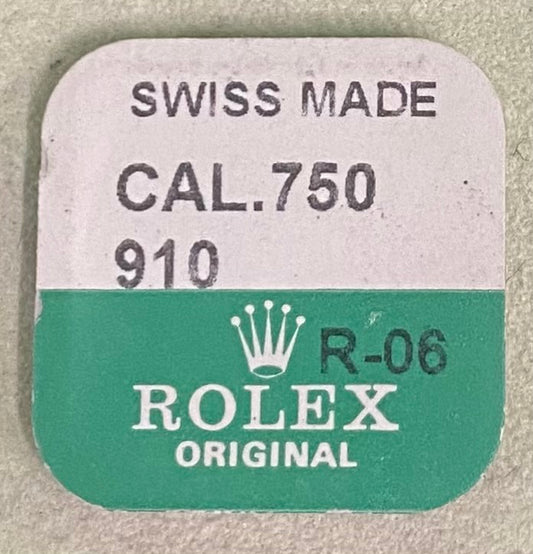 SWISS MADE
CAL.750
910
R-06
ROLEX
ORIGINAL